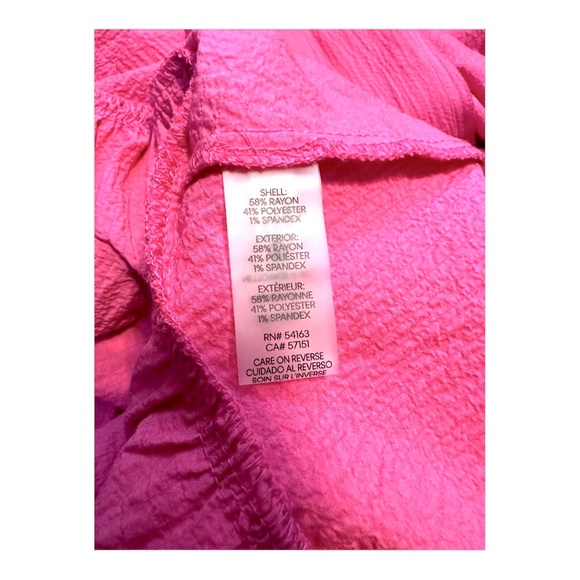 SHELL:
58% RAYON
41% POLYESTER
1% SPANDEX
EXTERIOR:
58% RAYON
41% POLIÉSTER
1% SPANDEX
EXTÉRIEUR:
58% RAYONNE
41% POLYESTER
1% SPANDEX
RN# 54163
CA# 57151
CARE ON REVERSE
CUIDADO AL REVERSO
SOIN SUR L'INVERSE